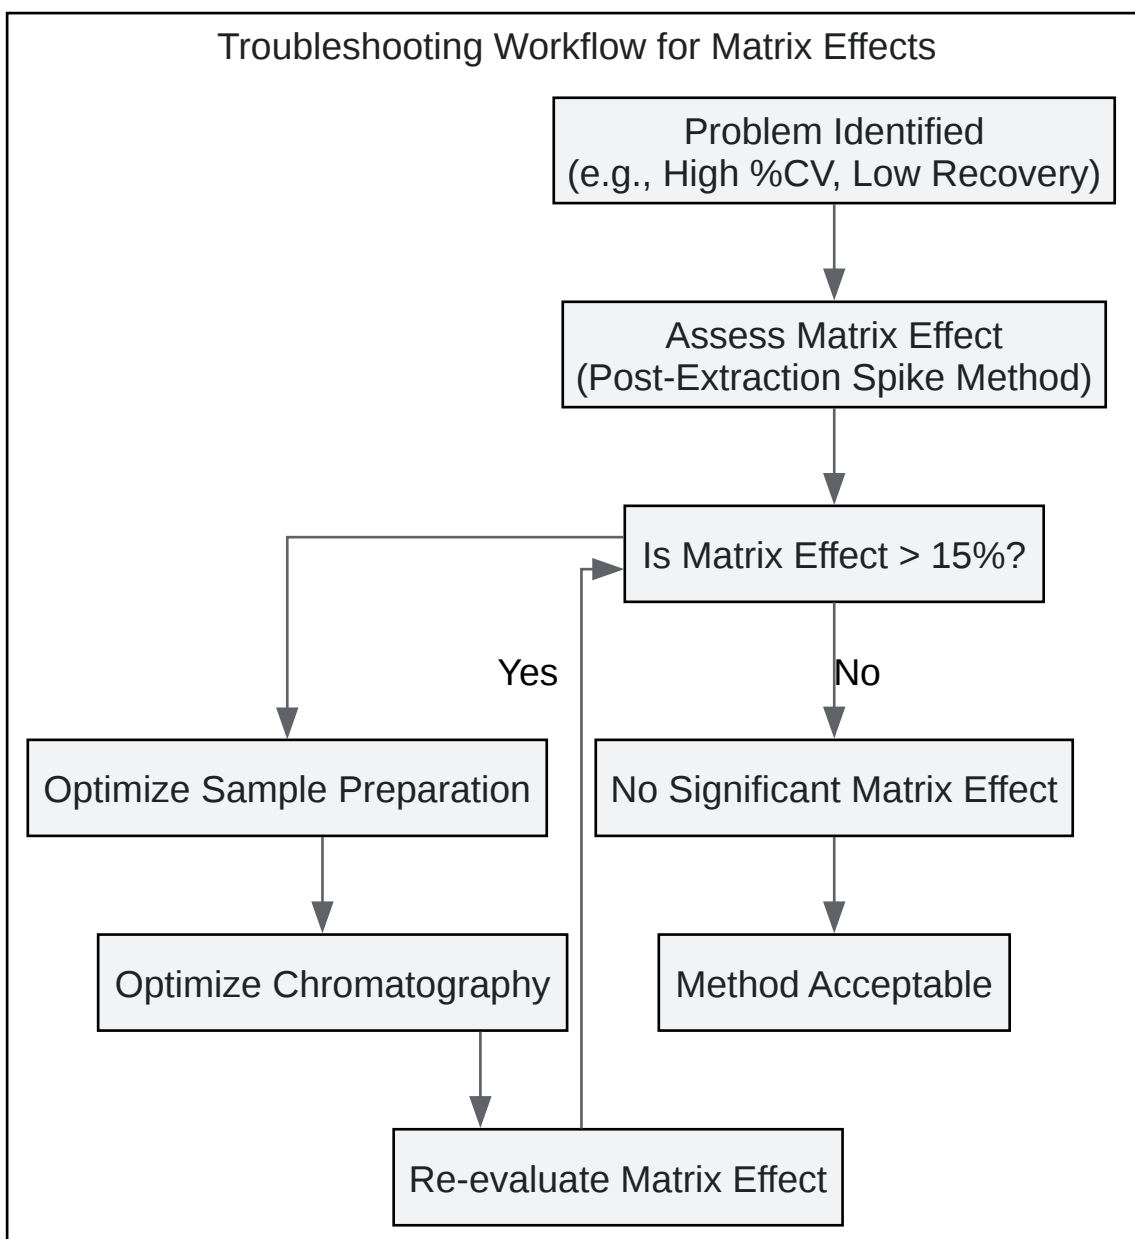 Troubleshooting Workflow for Matrix Effects
Problem Identified
(e.g., High %CV, Low Recovery)
Assess Matrix Effect
(Post-Extraction Spike Method)
Is Matrix Effect > 15%?
Yes
No
Optimize Sample Preparation
No Significant Matrix Effect
Optimize Chromatography
Method Acceptable
Re-evaluate Matrix Effect